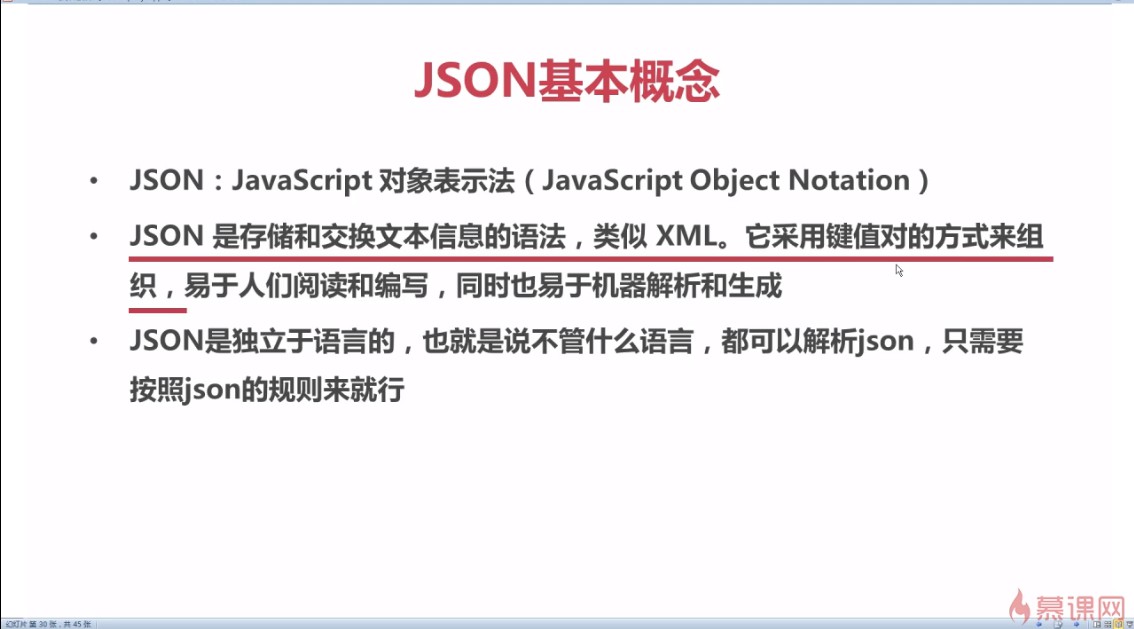 JSON基本概念
• JSON：JavaScript 对象表示法（JavaScript Object Notation）
• JSON 是存储和交换文本信息的语法，类似 XML。它采用键值对的方式来组
织，易于人们阅读和编写，同时也易于机器解析和生成
• JSON是独立于语言的，也就是说不管什么语言，都可以解析json，只需要
按照json的规则来就行
慕课网
幻灯片 第 30 张，共 45 张